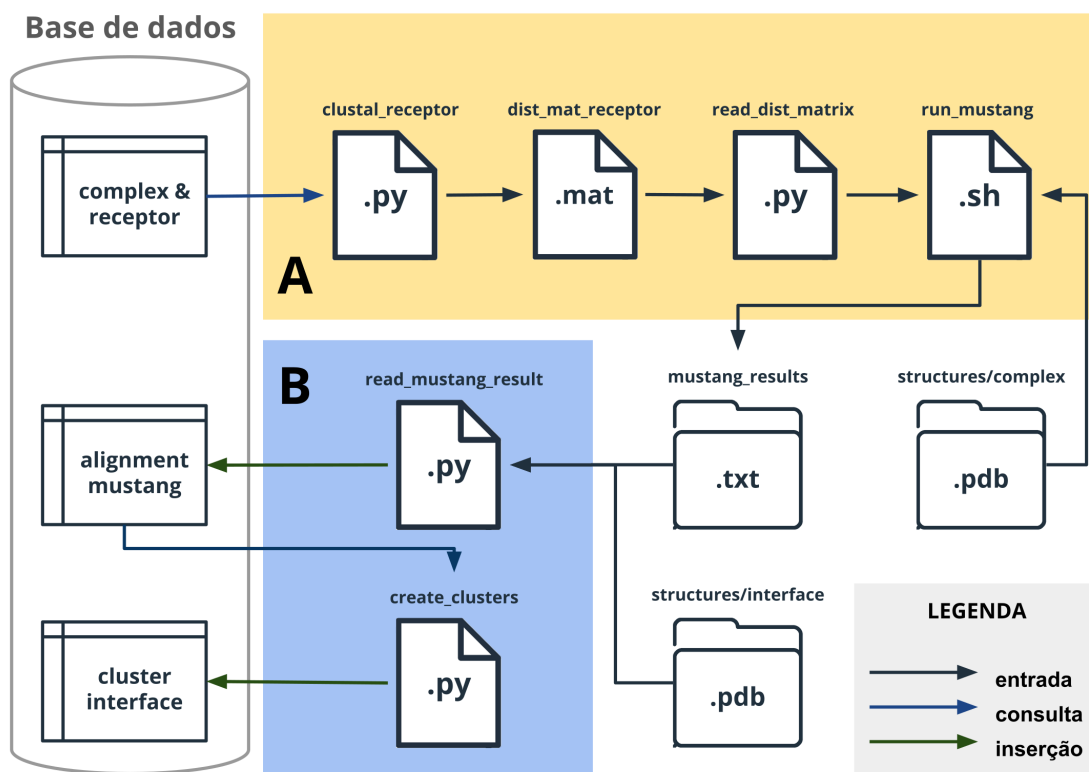 Base de dados
clustal_receptor
dist_mat_receptor
read_dist_matrix
run_mustang
complex &
receptor
.py
.mat
.py
.sh
A
B
read_mustang_result
mustang_results
structures/complex
alignment
mustang
.py
.txt
.pdb
create_clusters
structures/interface
cluster
interface
.py
.pdb
LEGENDA
entrada
consulta
inserção